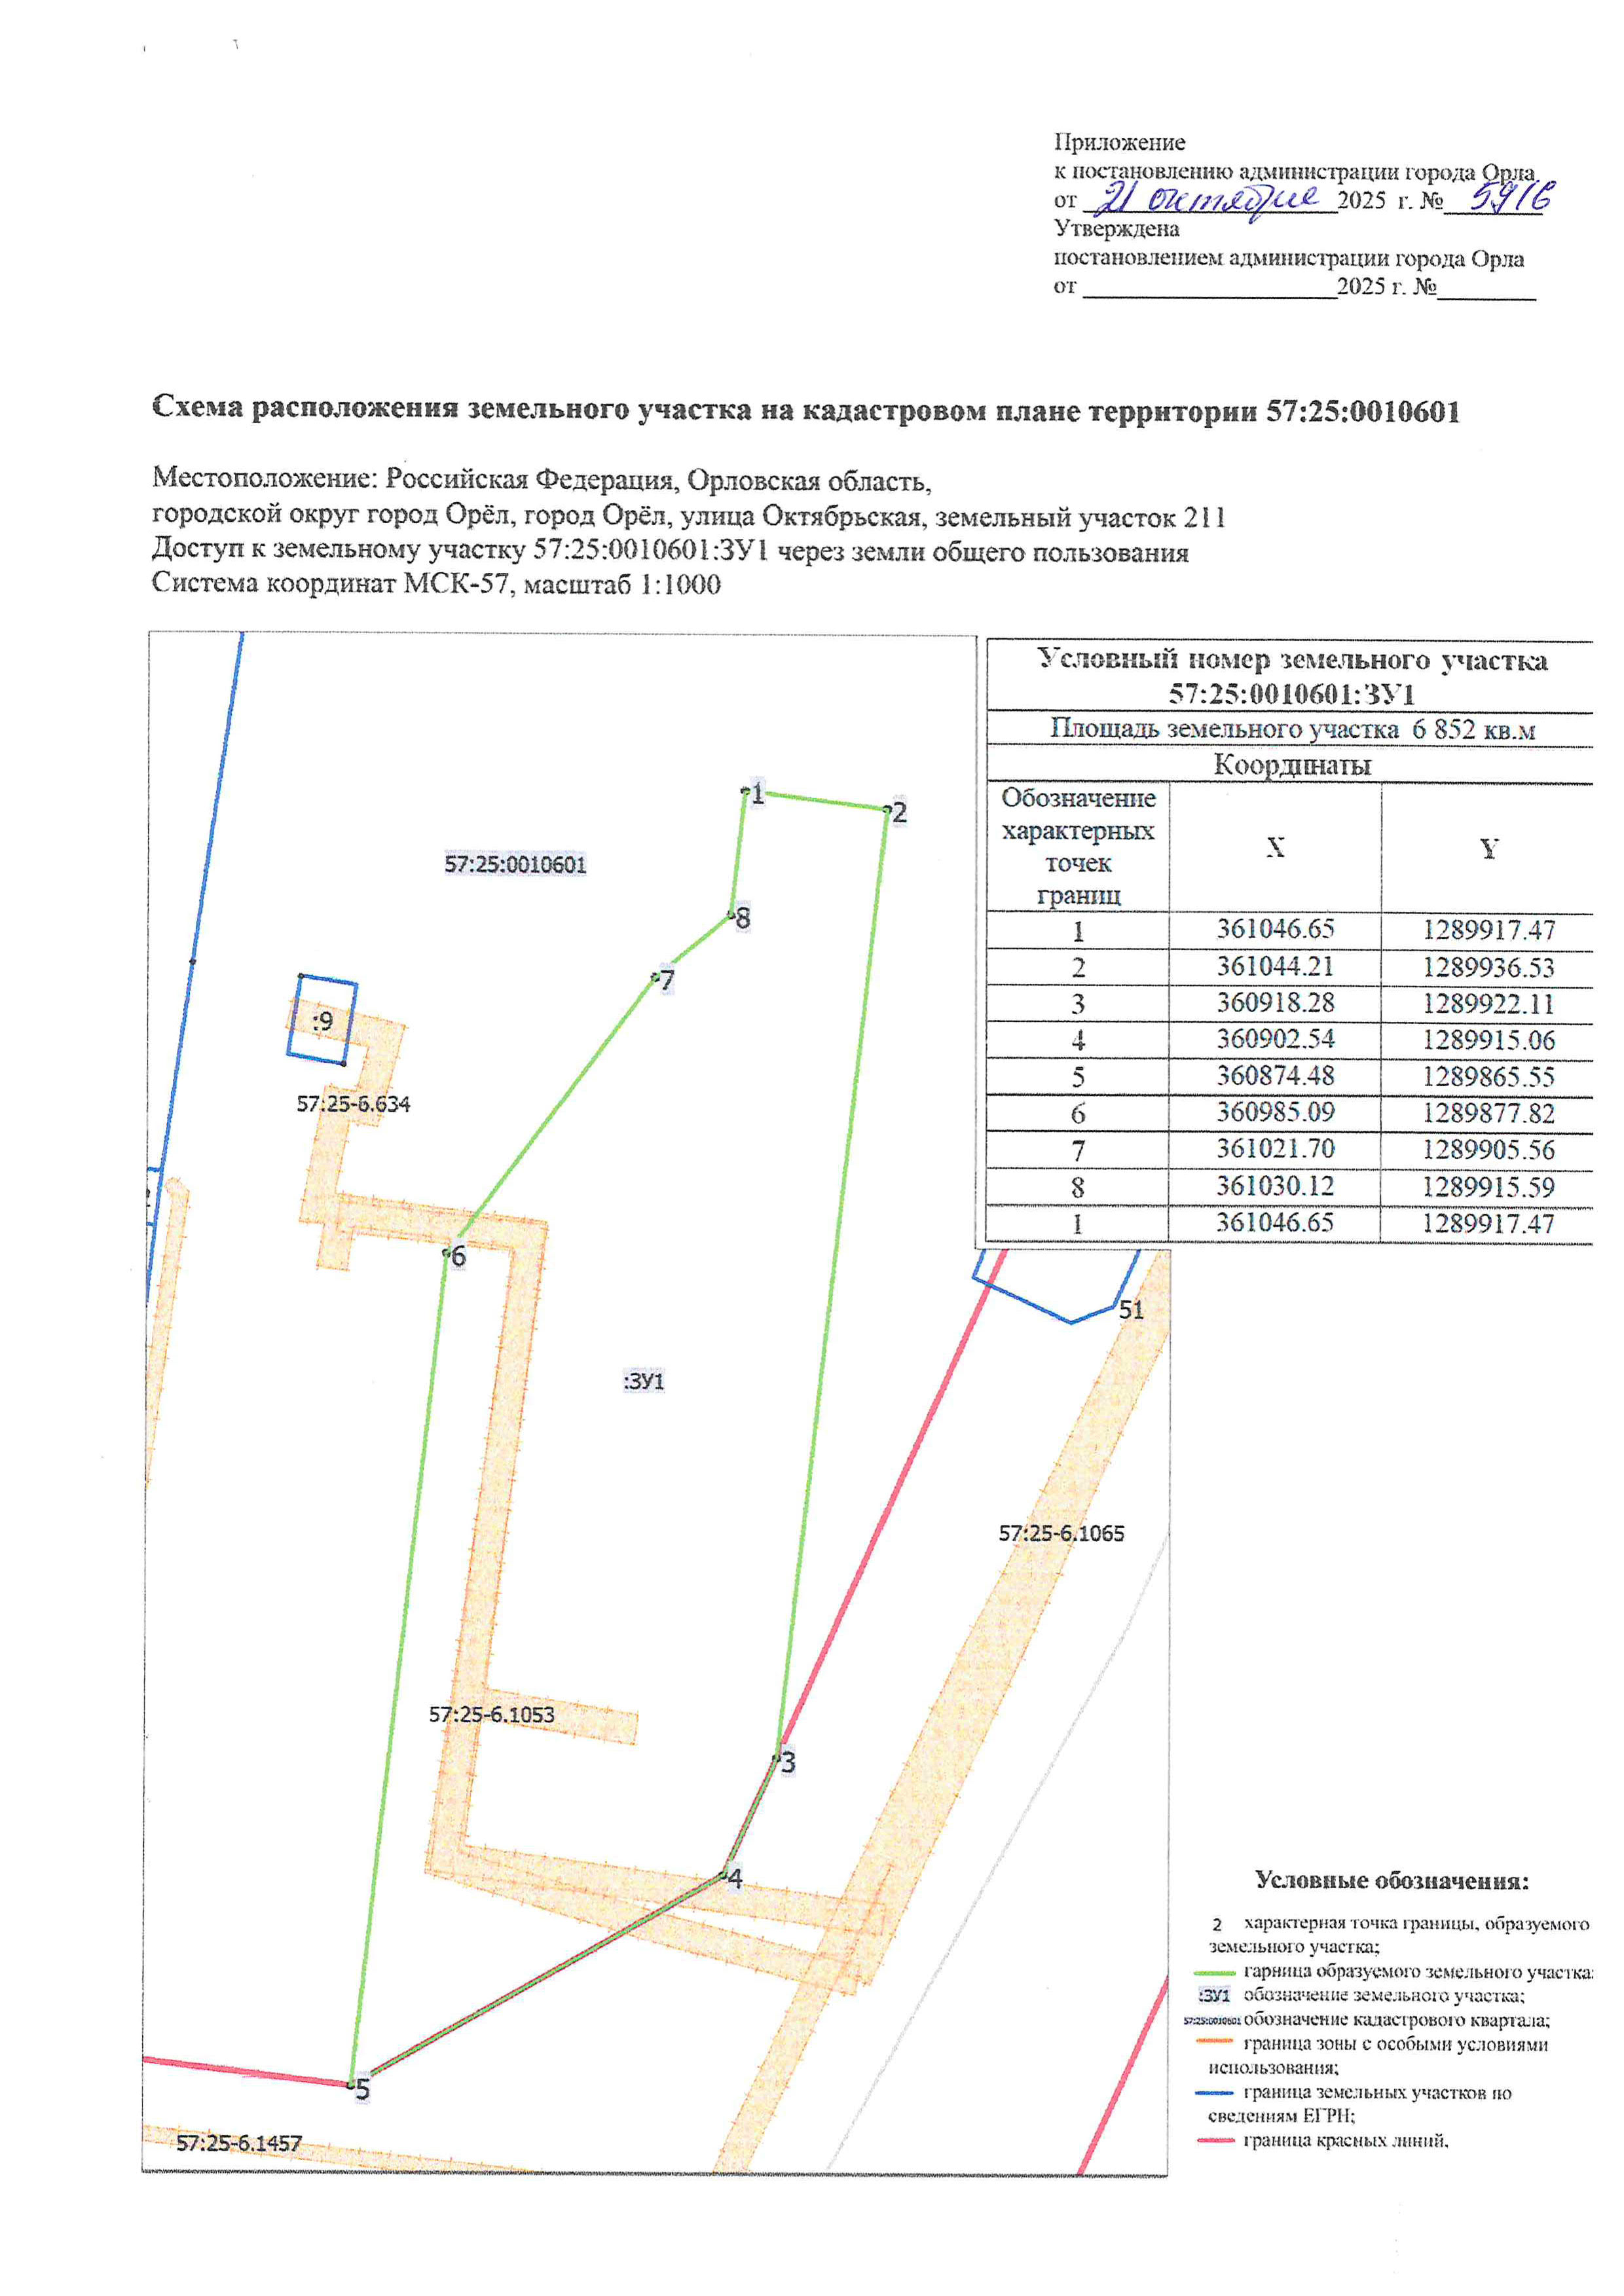 Приложение
к постановлению администрации города Орла
от 21 октября 2025 г. № 5916
Утверждена
постановлением администрации города Орла
от ____________________2025 г. №________
Схема расположения земельного участка на кадастровом плане территории 57:25:0010601
Местоположение: Российская Федерация, Орловская область,
городской округ город Орёл, город Орёл, улица Октябрьская, земельный участок 211
Доступ к земельному участку 57:25:0010601:ЗУ1 через земли общего пользования
Система координат МСК-57, масштаб 1:1000
Условный номер земельного участка
57:25:0010601:ЗУ1
Площадь земельного участка 6 852 кв.м
Координаты
Обозначение
характерных
точек
границ
X
Y
1 361046.65 1289917.47
2 361044.21 1289936.53
3 360918.28 1289922.11
4 360902.54 1289915.06
5 360874.48 1289865.55
6 360985.09 1289877.82
7 361021.70 1289905.56
8 361030.12 1289915.59
1 361046.65 1289917.47
1
2
57:25:0010601
8
7
:9
57:25-6.634
6
51
:ЗУ1
57:25-6.1065
57:25-6.1053
3
4
5
57:25-6.1457
Условные обозначения:
2 характерная точка границы, образуемого
земельного участка;
гарница образуемого земельного участка;
:ЗУ1 обозначение земельного участка;
57:25:0010601 обозначение кадастрового квартала;
граница зоны с особыми условиями
использования;
граница земельных участков по
сведениям ЕГРН;
граница красных линий.